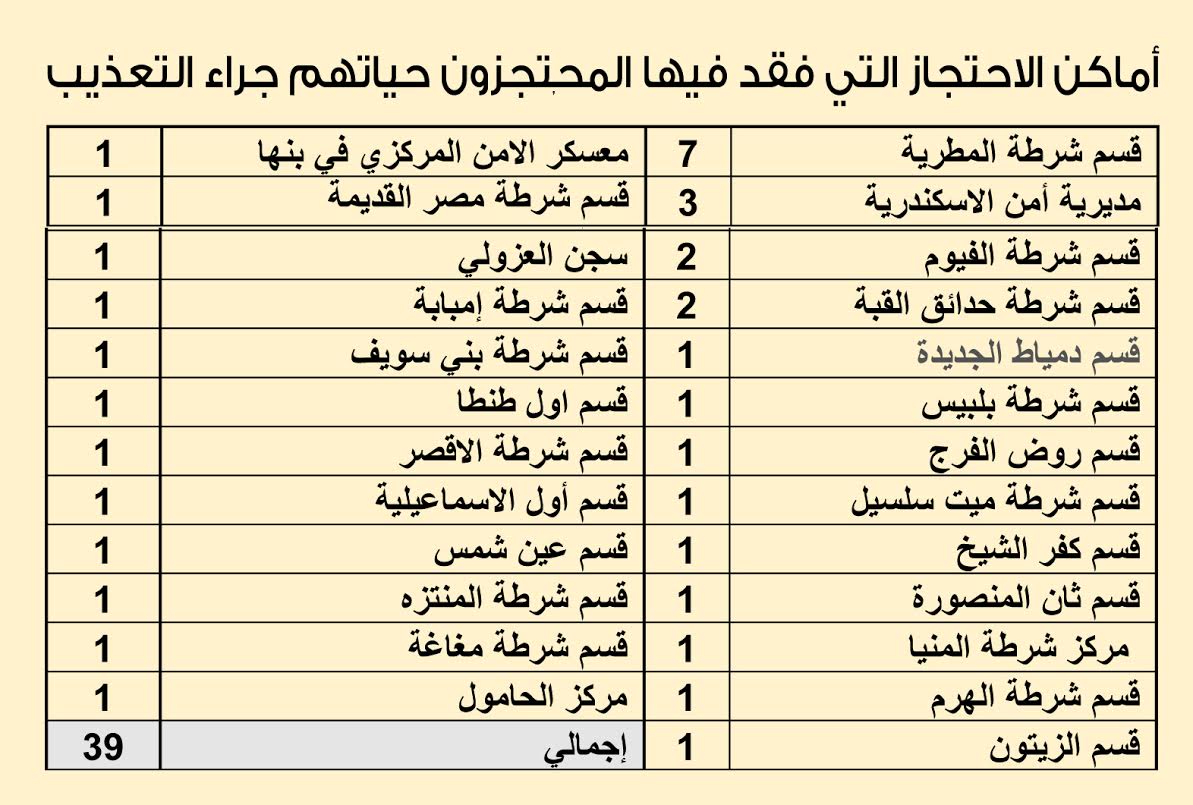 أماكن الاحتجاز التي فقد فيها المحتجزون حياتهم جراء التعذيب
قسم شرطة المطرية 7 معسكر الامن المركزي في بنها 1
مديرية أمن الاسكندرية 3 قسم شرطة مصر القديمة 1
قسم شرطة الفيوم 2 سجن العزولي 1
قسم شرطة حدائق القبة 2 قسم شرطة إمبابة 1
قسم دمياط الجديدة 1 قسم شرطة بني سويف 1
قسم شرطة بلبيس 1 قسم اول طنطا 1
قسم روض الفرج 1 قسم شرطة الاقصر 1
قسم شرطة ميت سلسيل 1 قسم أول الاسماعيلية 1
قسم كفر الشيخ 1 قسم عين شمس 1
قسم ثان المنصورة 1 قسم شرطة المنتزه 1
مركز شرطة المنيا 1 قسم شرطة مغاغة 1
قسم شرطة الهرم 1 مركز الحامول 1
قسم الزيتون 1 إجمالي 39